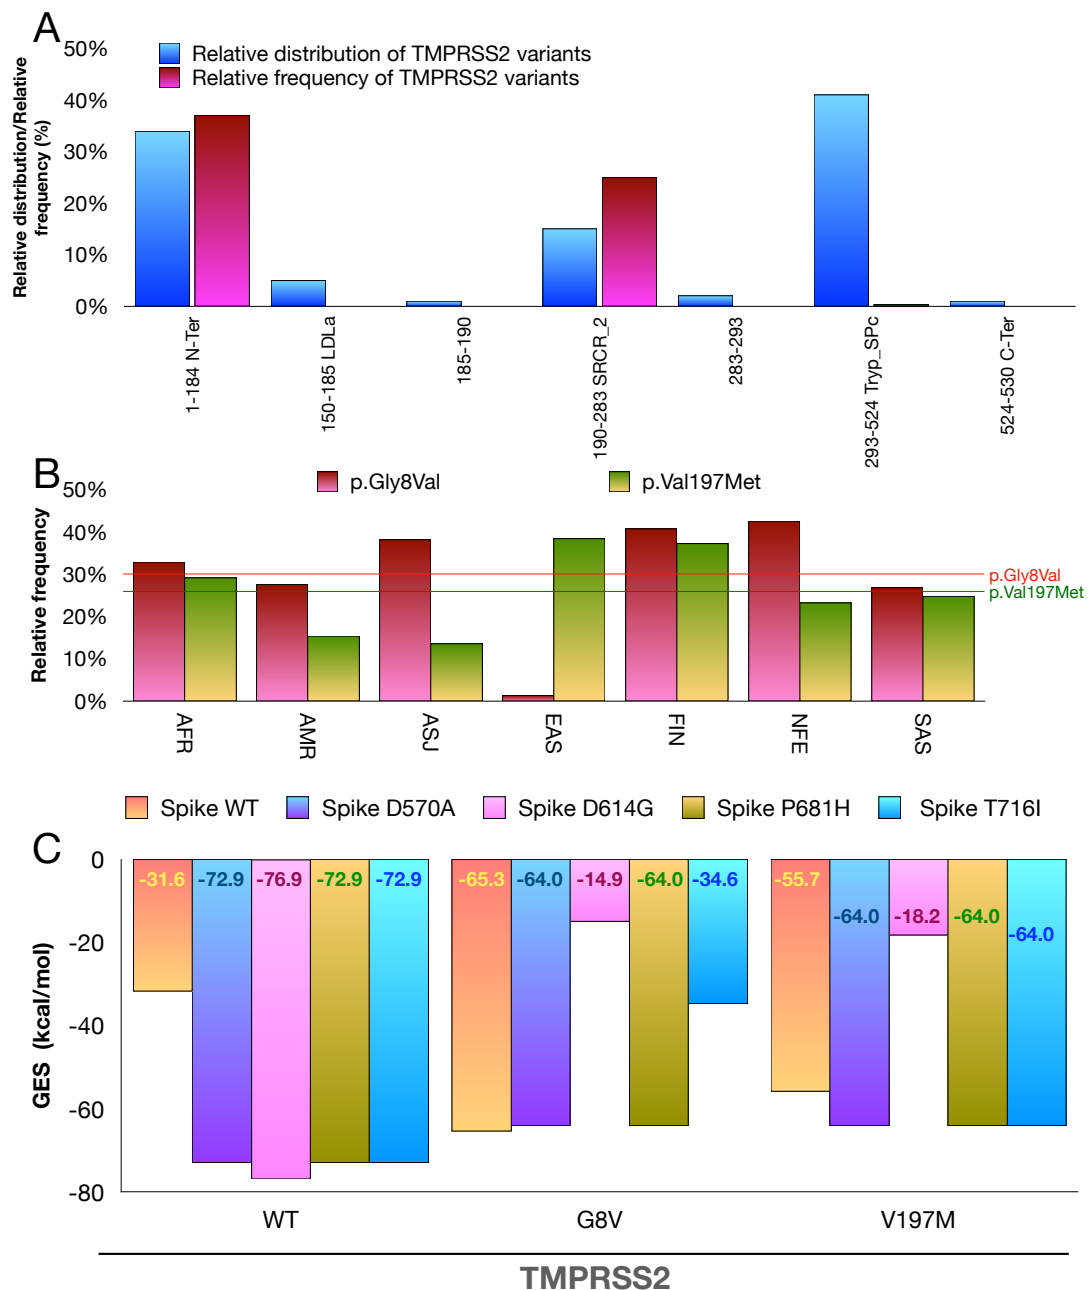 A
50%
40%
30%
20%
10%
0%
Relative distribution/Relative
frequency (%)
Relative distribution of TMPRSS2 variants
Relative frequency of TMPRSS2 variants
1-184 N-Ter
150-185 LDLa
185-190
190-283 SRCR_2
283-293
293-524 Tryp_SPc
524-530 C-Ter
B
50%
40%
30%
20%
10%
0%
Relative frequency
p.Gly8Val
p.Val197Met
p.Gly8Val
p.Val197Met
AFR
AMR
ASJ
EAS
FIN
NFE
SAS
Spike WT
Spike D570A
Spike D614G
Spike P681H
Spike T716I
C
0
-20
-40
-60
-80
GES (kcal/mol)
-31.6
-72.9
-76.9
-72.9
-72.9
-65.3
-64.0
-14.9
-64.0
-34.6
-55.7
-64.0
-18.2
-64.0
-64.0
WT
G8V
V197M
TMPRSS2